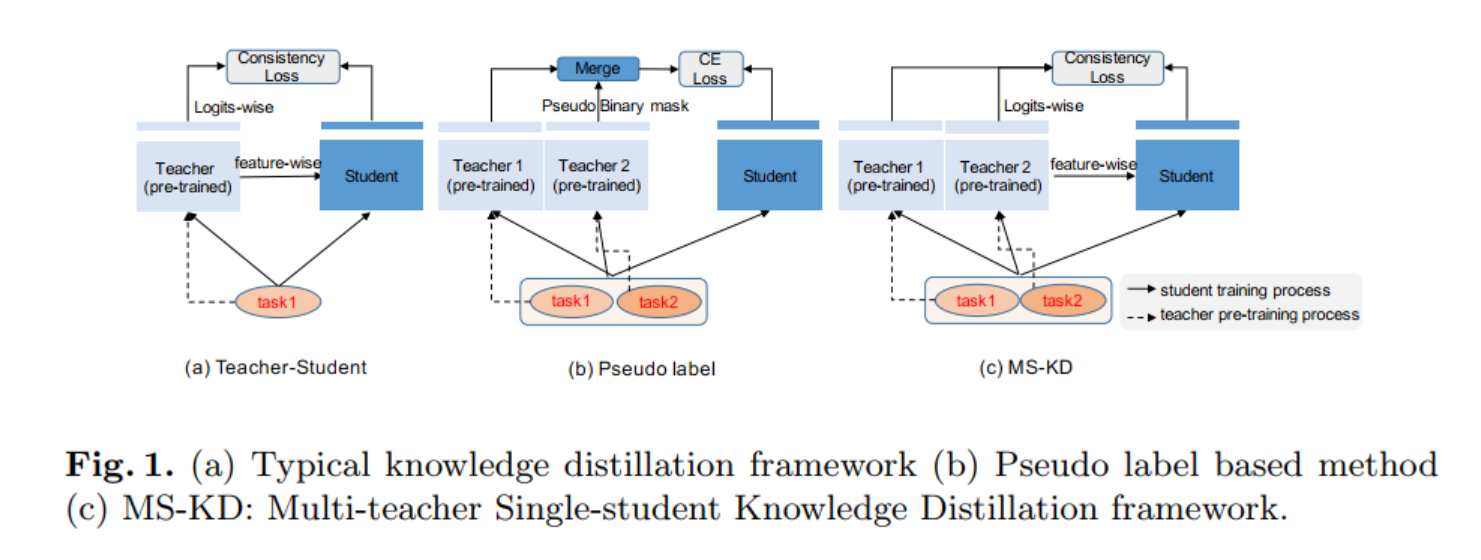 Consistency
Loss
Logits-wise
Teacher
(pre-trained)
feature-wise
Student
task1
(a) Teacher-Student
Merge
CE
Loss
Pseudo Binary mask
Teacher 1
(pre-trained)
Teacher 2
(pre-trained)
Student
task1
task2
(b) Pseudo label
Consistency
Loss
Logits-wise
Teacher 1
(pre-trained)
Teacher 2
(pre-trained)
feature-wise
Student
task1
task2
student training process
teacher pre-training process
(c) MS-KD
Fig. 1. (a) Typical knowledge distillation framework (b) Pseudo label based method
(c) MS-KD: Multi-teacher Single-student Knowledge Distillation framework.